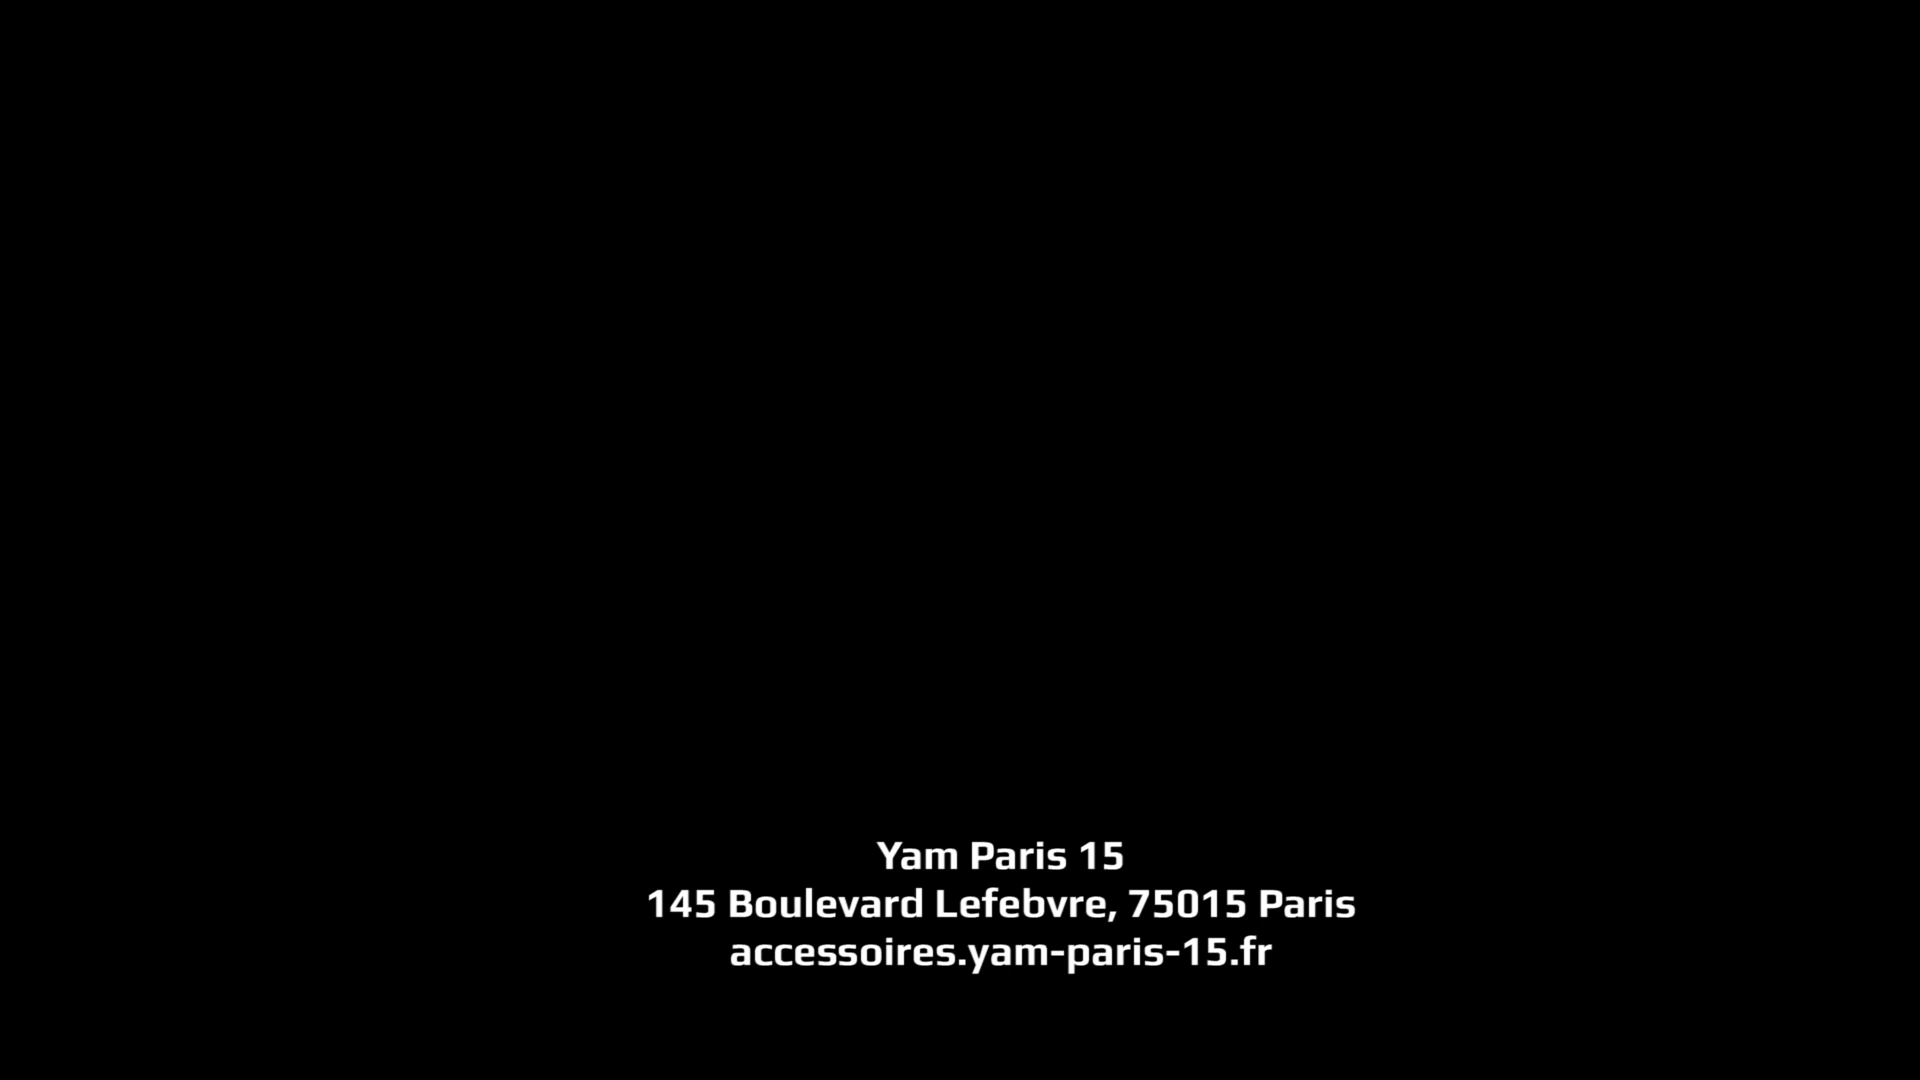 Yam Paris 15
145 Boulevard Lefebvre, 75015 Paris
accessoires.yam-paris-15.fr